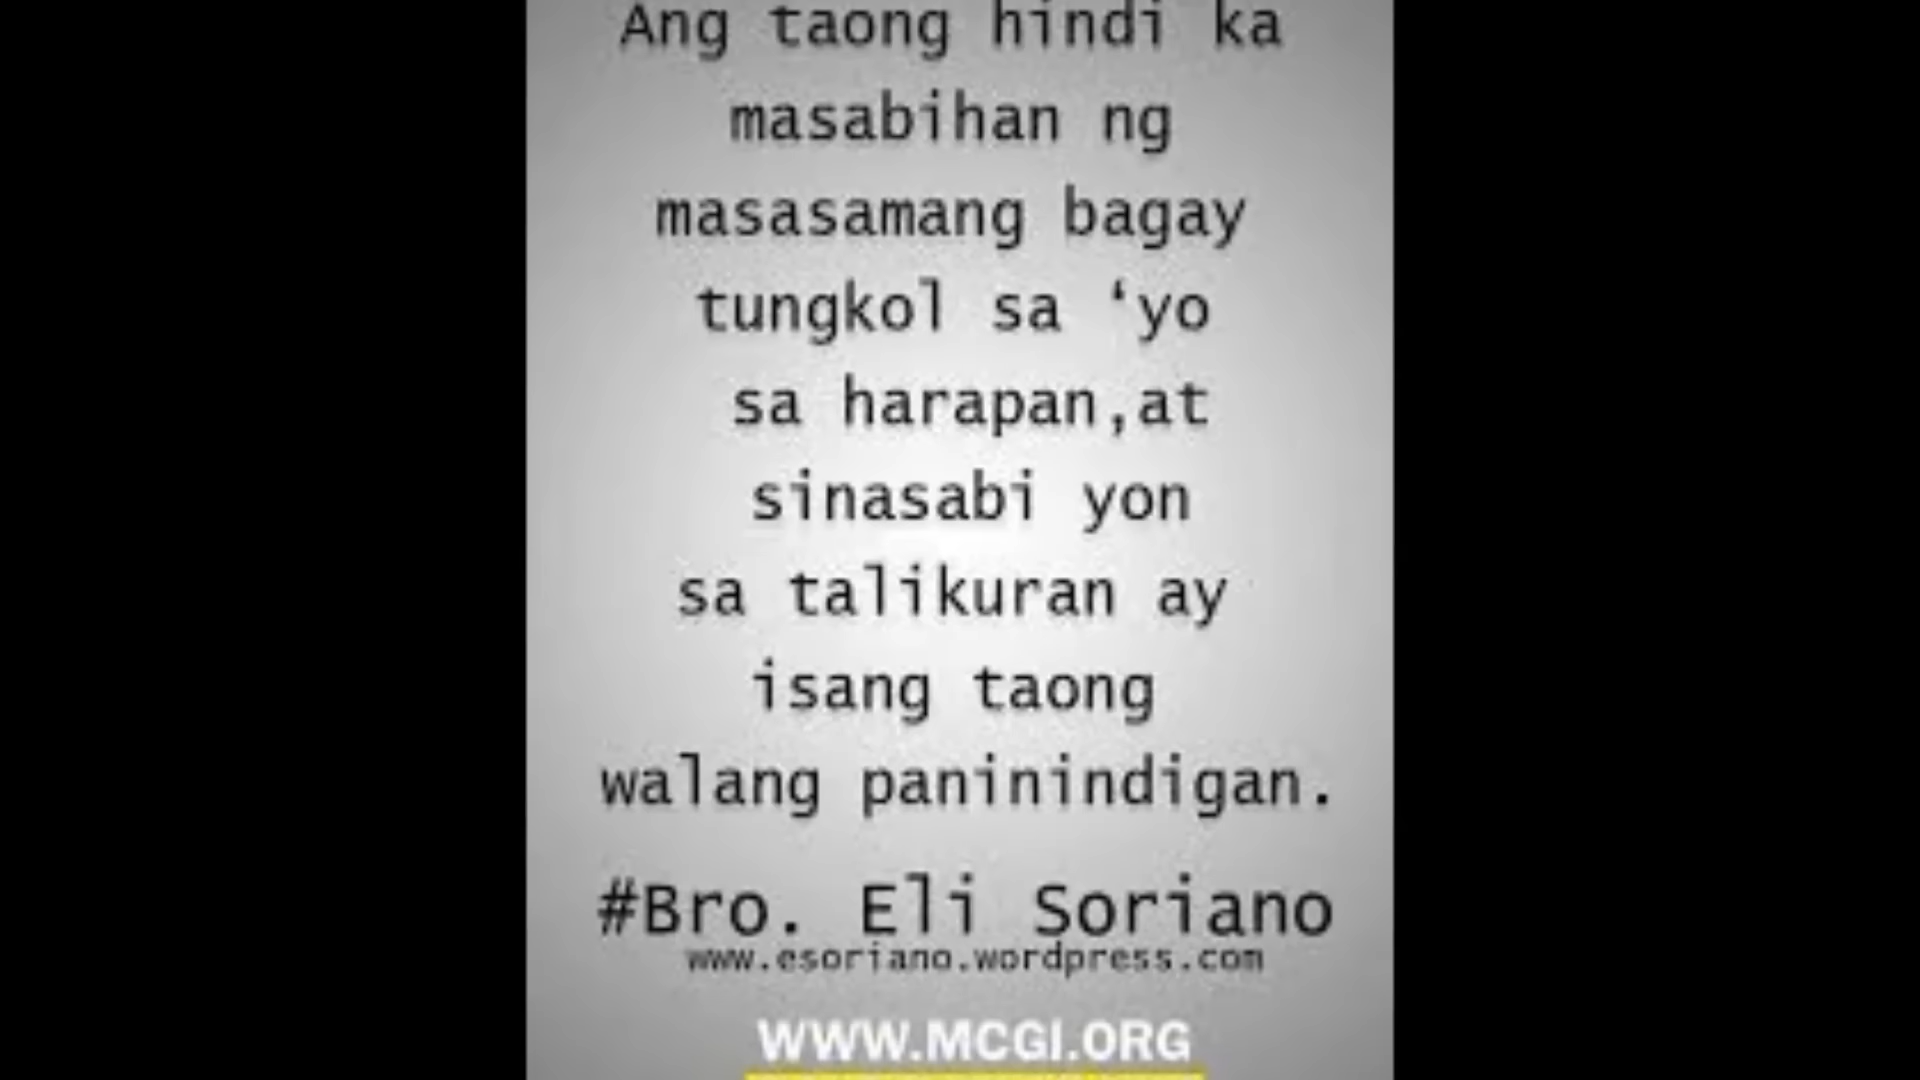 Ang taong hindi ka
masabihan ng
masasamang bagay
tungkol sa ‘yo
sa harapan,at
sinasabi yon
sa talikuran ay
isang taong
walang paninindigan.
#Bro. Eli Soriano
www.esoriano.wordpress.com
WWW.MCGI.ORG